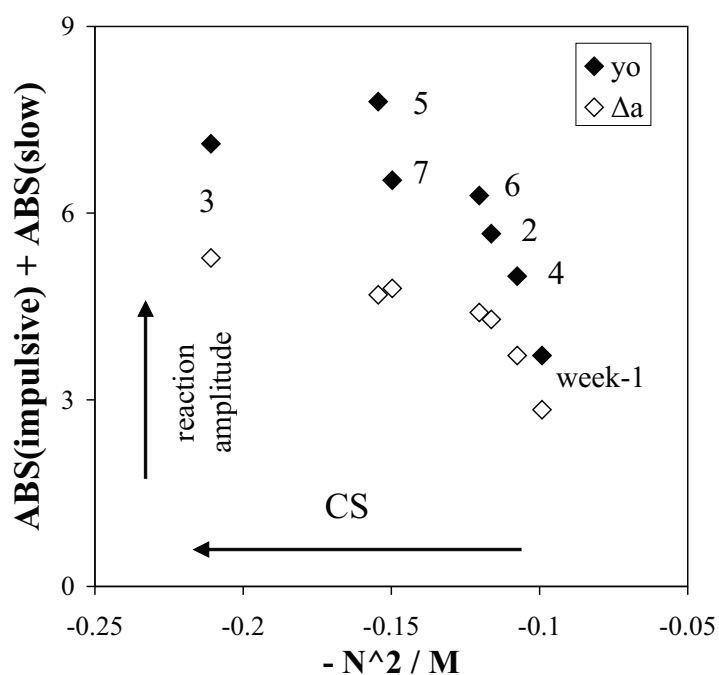 ABS(impulsive) + ABS(slow)
9
6
3
0
yo
Δa
5
7
6
3
2
4
week-1
reaction
amplitude
CS
-0.25 -0.2 -0.15 -0.1 -0.05
- N^2 / M